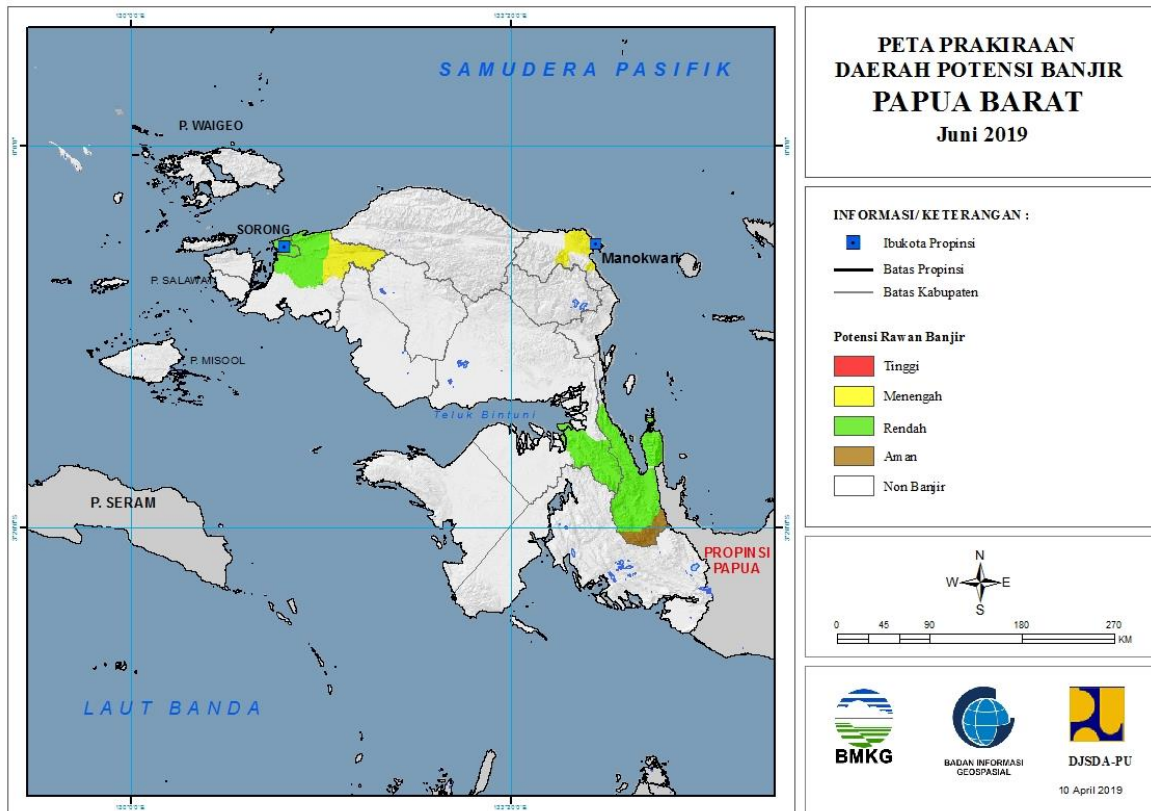 PETA PRAKIRAAN
DAERAH POTENSI BANJIR
PAPUA BARAT
Juni 2019
SAMUDERA PASIFIK
P. WAIGEO
SORONG
Manokwari
P. MISOOL
Teluk Bintuni
P. SERAM
PROPINSI
PAPUA
LAUT BANDA
INFORMASI/ KETERANGAN :
Ibukota Propinsi
Batas Propinsi
Batas Kabupaten
Potensi Rawan Banjir
Tinggi
Menengah
Rendah
Aman
Non Banjir
N
W
E
S
0 45 90 180 270
KM
BMKG
BADAN INFORMASI
GEOSPASIAL
DJSDA-PU
10 April 2019